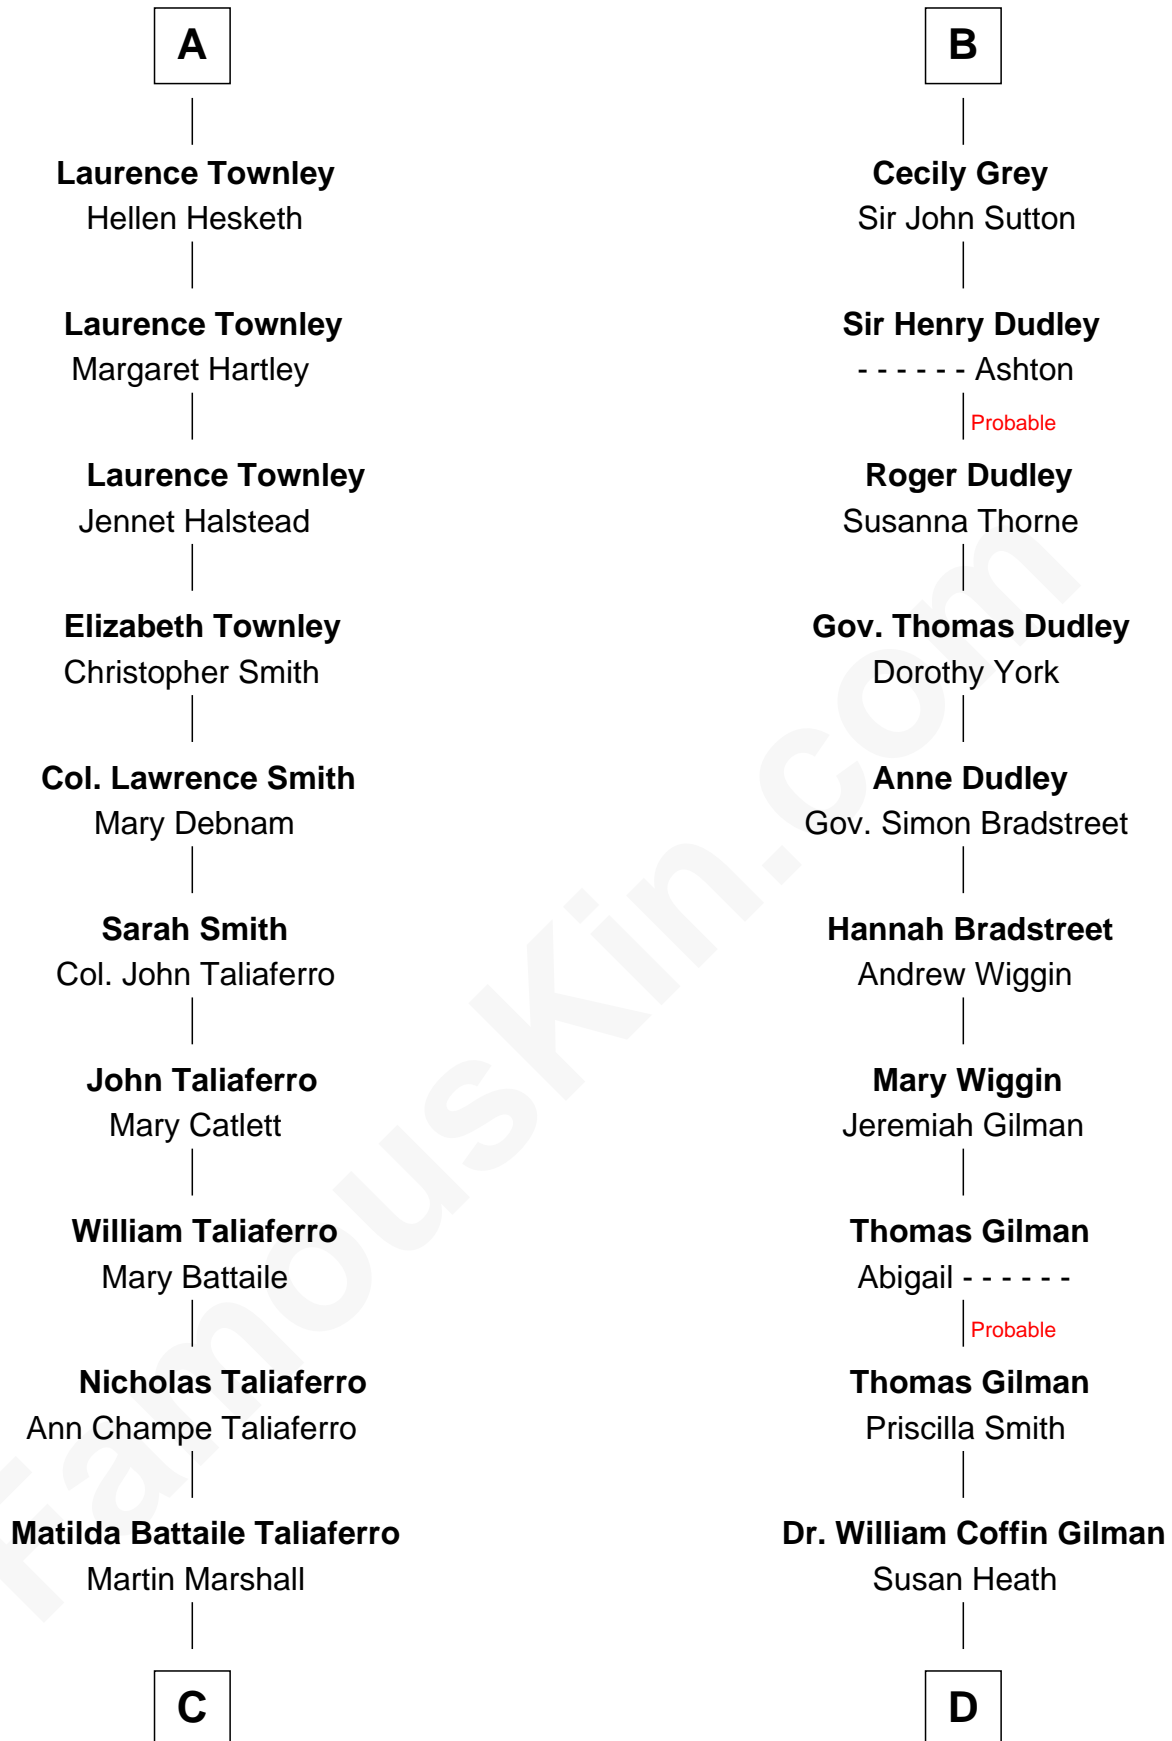 A
Laurence Townley
Hellen Hesketh
Laurence Townley
Margaret Hartley
Laurence Townley
Jennet Halstead
Elizabeth Townley
Christopher Smith
Col. Lawrence Smith
Mary Debnam
Sarah Smith
Col. John Taliaferro
John Taliaferro
Mary Catlett
William Taliaferro
Mary Battaile
Nicholas Taliaferro
Ann Champe Taliaferro
Matilda Battaile Taliaferro
Martin Marshall
C
B
Cecily Grey
Sir John Sutton
Sir Henry Dudley
- - - - - - Ashton
Probable
Roger Dudley
Susanna Thorne
Gov. Thomas Dudley
Dorothy York
Anne Dudley
Gov. Simon Bradstreet
Hannah Bradstreet
Andrew Wiggin
Mary Wiggin
Jeremiah Gilman
Thomas Gilman
Abigail - - - - - -
Probable
Thomas Gilman
Priscilla Smith
Dr. William Coffin Gilman
Susan Heath
D
FamousKin.com